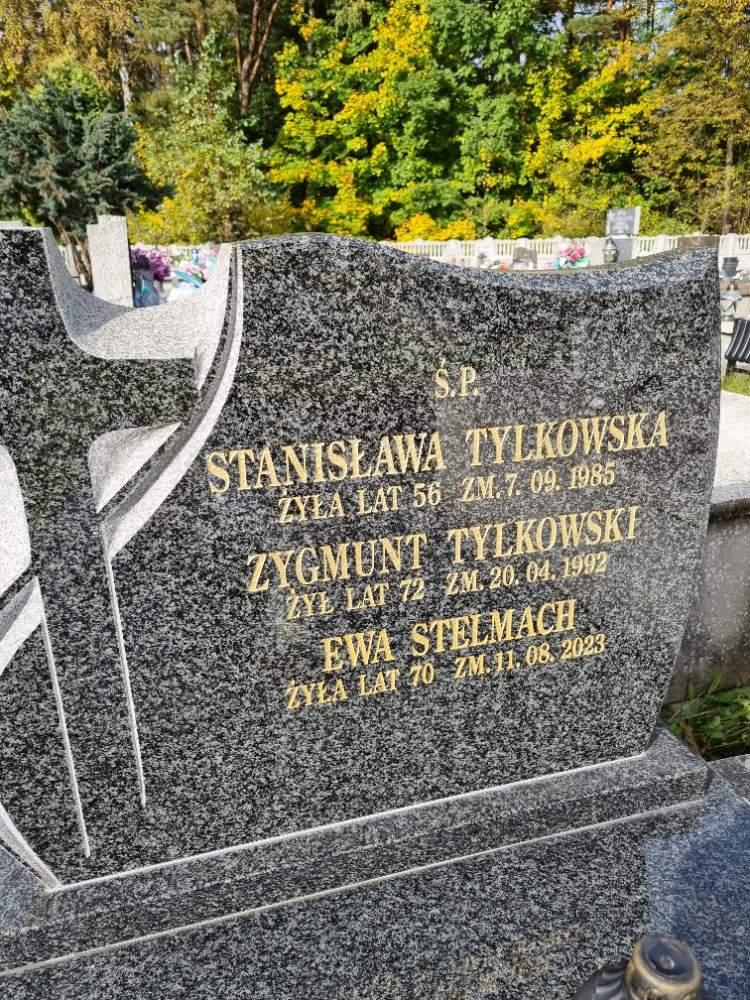 Ś.P.
STANISŁAWA TYLKOWSKA
ŻYŁA LAT 56 ZM. 7. 09. 1985
ZYGMUNT TYLKOWSKI
ŻYŁ LAT 72 ZM. 20. 04. 1992
EWA STELMACH
ŻYŁA LAT 70 ZM. 11. 08. 2023